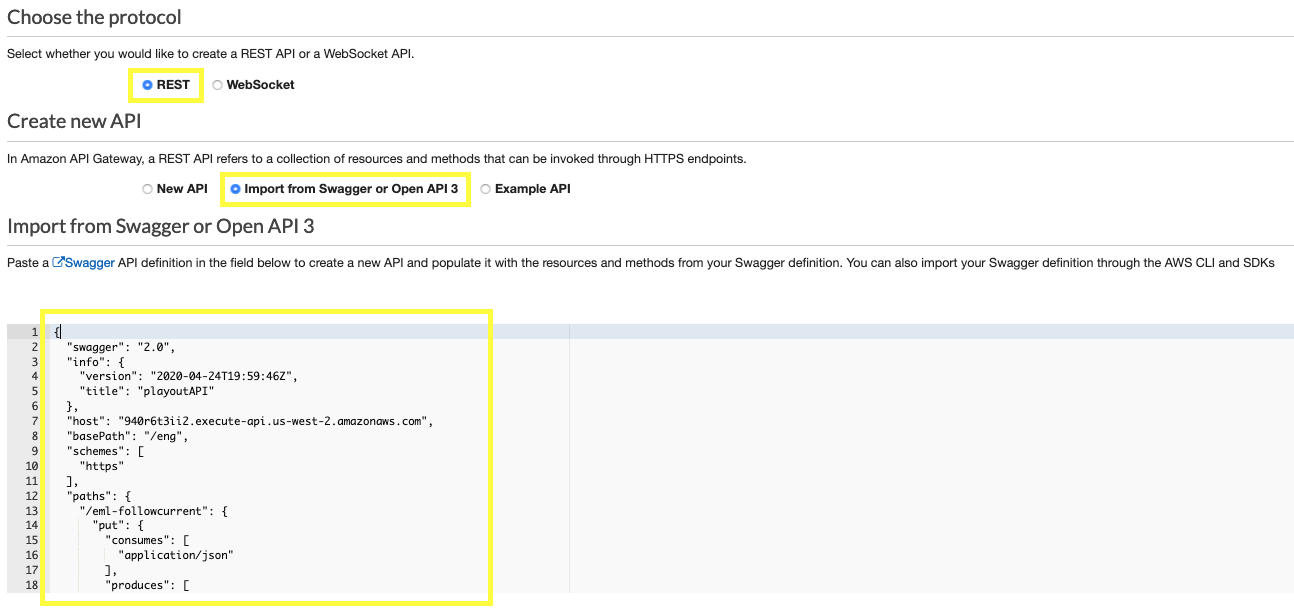 Choose the protocol
Select whether you would like to create a REST API or a WebSocket API.
REST WebSocket
Create new API
In Amazon API Gateway, a REST API refers to a collection of resources and methods that can be invoked through HTTPS endpoints.
New API Import from Swagger or Open API 3 Example API
Import from Swagger or Open API 3
Paste a Swagger API definition in the field below to create a new API and populate it with the resources and methods from your Swagger definition. You can also import your Swagger definition through the AWS CLI and SDKs
1 {
2 "swagger": "2.0",
3 "info": {
4 "version": "2020-04-24T19:59:46Z",
5 "title": "playoutAPI"
6 },
7 "host": "940r6t3ii2.execute-api.us-west-2.amazonaws.com",
8 "basePath": "/eng",
9 "schemes": [
10 "https"
11 ],
12 "paths": {
13 "/eml-followcurrent": {
14 "put": {
15 "consumes": [
16 "application/json"
17 ],
18 "produces": [